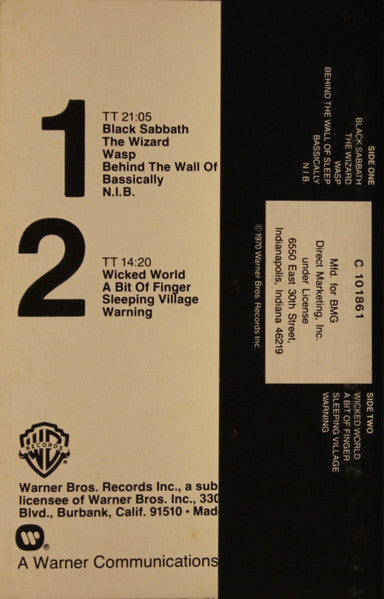 1
TT 21:05
Black Sabbath
The Wizard
Wasp
Behind The Wall Of
Bassically
N.I.B.
2
TT 14:20
Wicked World
A Bit Of Finger
Sleeping Village
Warning
WB
RECORDS
Warner Bros. Records Inc., a sub
licensee of Warner Bros. Inc., 330
Blvd., Burbank, Calif. 91510 • Mad
A Warner Communications
SIDE ONE
BLACK SABBATH
THE WIZARD
WASP
BEHIND THE WALL OF SLEEP
BASSICALLY
N.I.B.
C 101861
Mfd. for BMG
Direct Marketing, Inc.
under License
6550 East 30th Street,
Indianapolis, Indiana 46219
SIDE TWO
WICKED WORLD
A BIT OF FINGER
SLEEPING VILLAGE
WARNING
©1970 Warner Bros. Records Inc.